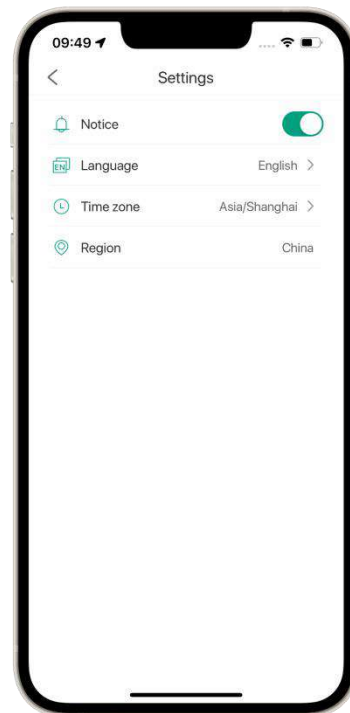 09:49
Settings
Notice
EN
Language English
Time zone Asia/Shanghai
Region China